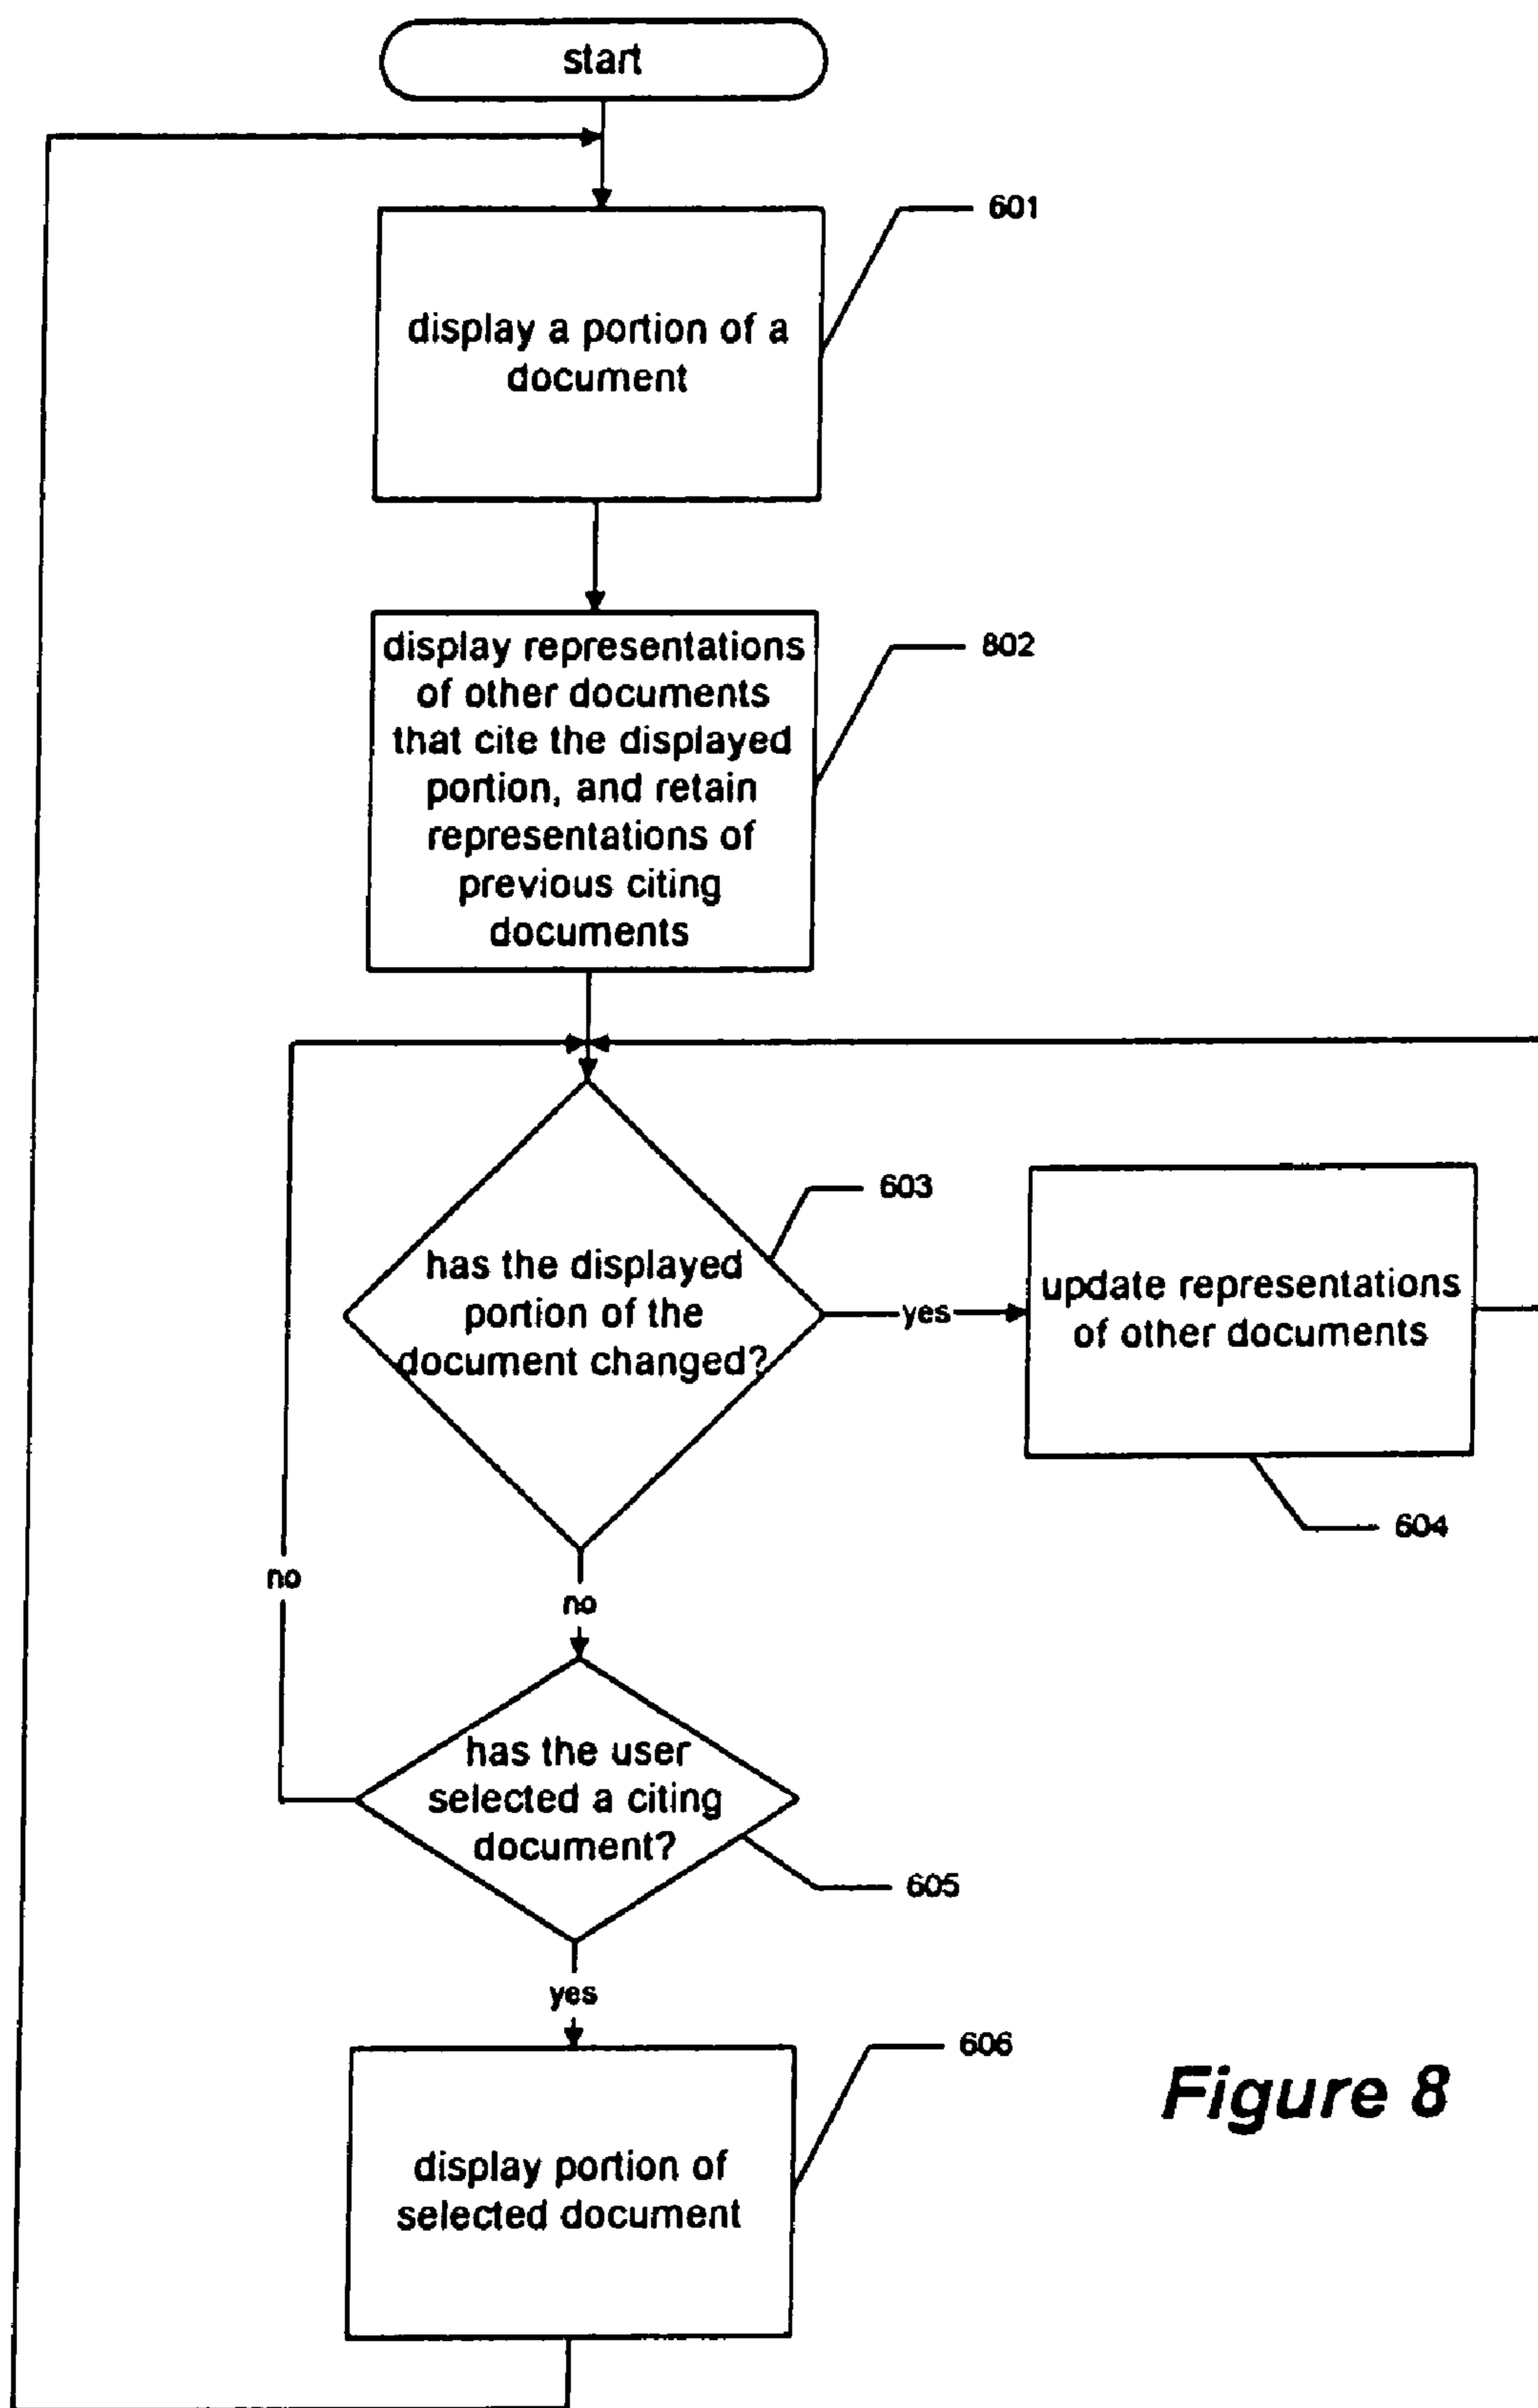 start
601
display a portion of a
document
802
display representations
of other documents
that cite the displayed
portion, and retain
representations of
previous citing
documents
603
has the displayed
portion of the
document changed?
yes
update representations
of other documents
604
no
no
has the user
selected a citing
document?
605
yes
606
display portion of
selected document
Figure 8